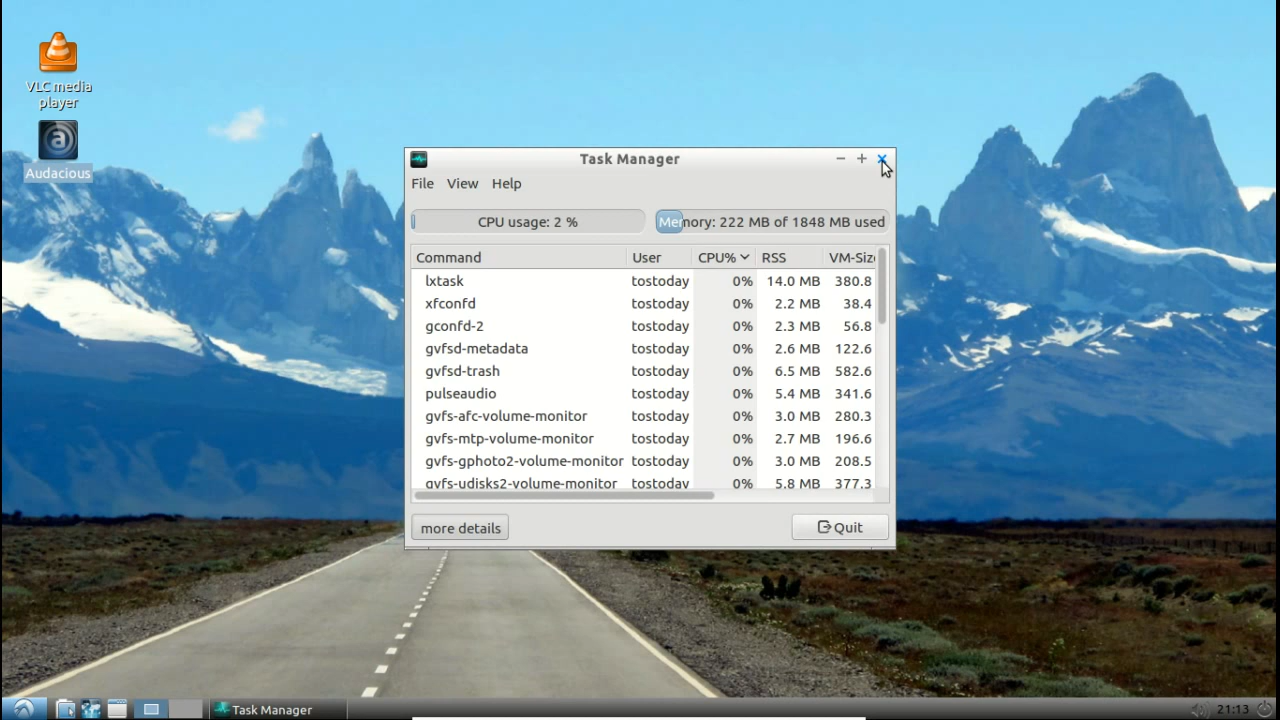 VLC media
player
Audacious
Task Manager
File View Help
CPU usage: 2 %
Memory: 222 MB of 1848 MB used
Command User CPU% RSS VM-Size
lxtask tostoday 0% 14.0 MB 380.8
xfconfd tostoday 0% 2.2 MB 38.4
gconfd-2 tostoday 0% 2.3 MB 56.8
gvfsd-metadata tostoday 0% 2.6 MB 122.6
gvfsd-trash tostoday 0% 6.5 MB 582.6
pulseaudio tostoday 0% 5.4 MB 341.6
gvfs-afc-volume-monitor tostoday 0% 3.0 MB 280.3
gvfs-mtp-volume-monitor tostoday 0% 2.7 MB 196.6
gvfs-gphoto2-volume-monitor tostoday 0% 3.0 MB 208.5
gvfs-udisks2-volume-monitor tostoday 0% 5.8 MB 377.3
more details
Quit
Task Manager
21:13